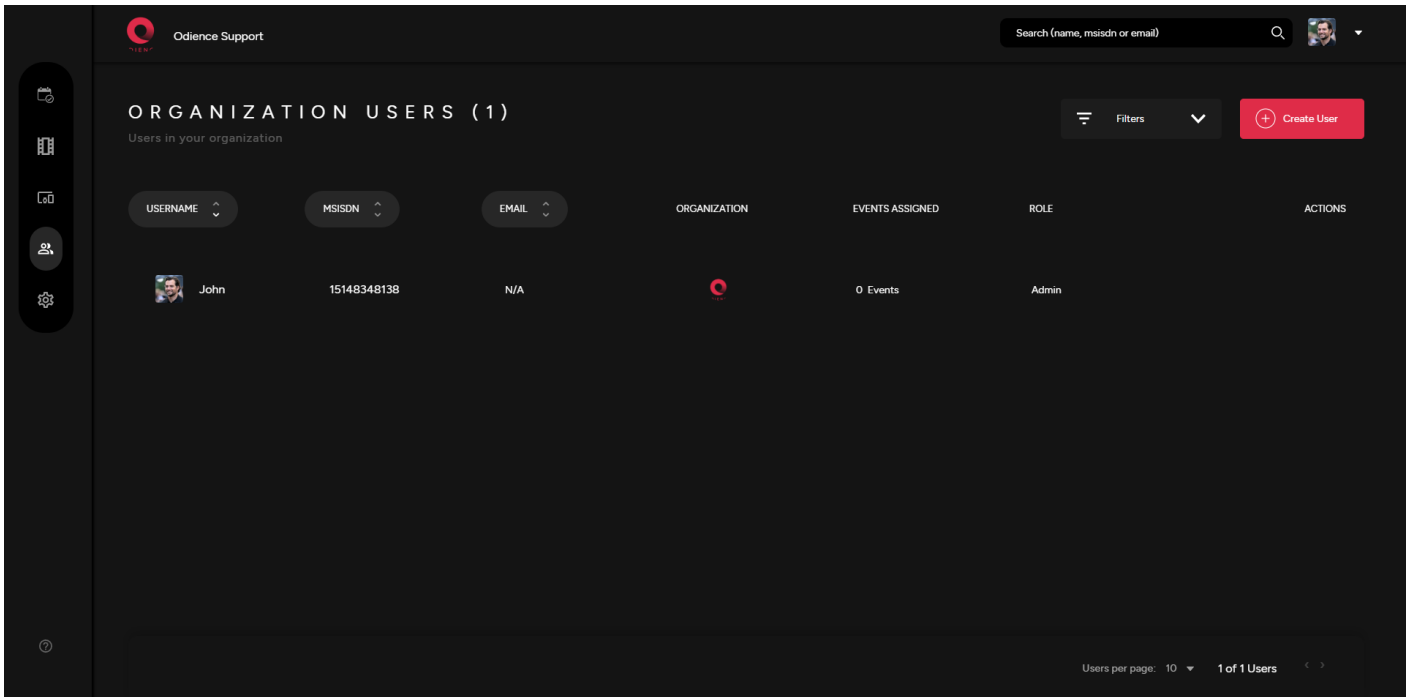 Odience Support
Search (name, msisdn or email)
ORGANIZATION USERS (1)
Users in your organization
Filters
Create User
USERNAME MSISDN EMAIL ORGANIZATION EVENTS ASSIGNED ROLE ACTIONS
John 15148348138 N/A 0 Events Admin
Users per page: 10 1 of 1 Users